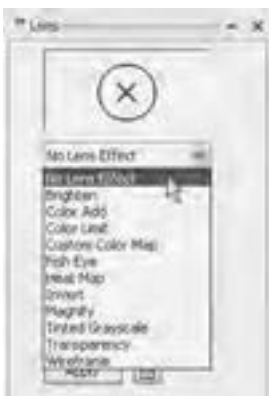 Lens
No Lens Effect
No Lens Effect
Brighten
Color Add
Color Limit
Custom Color Map
Fish Eye
Heat Map
Invert
Magnify
Tinted Grayscale
Transparency
Wireframe
Apply